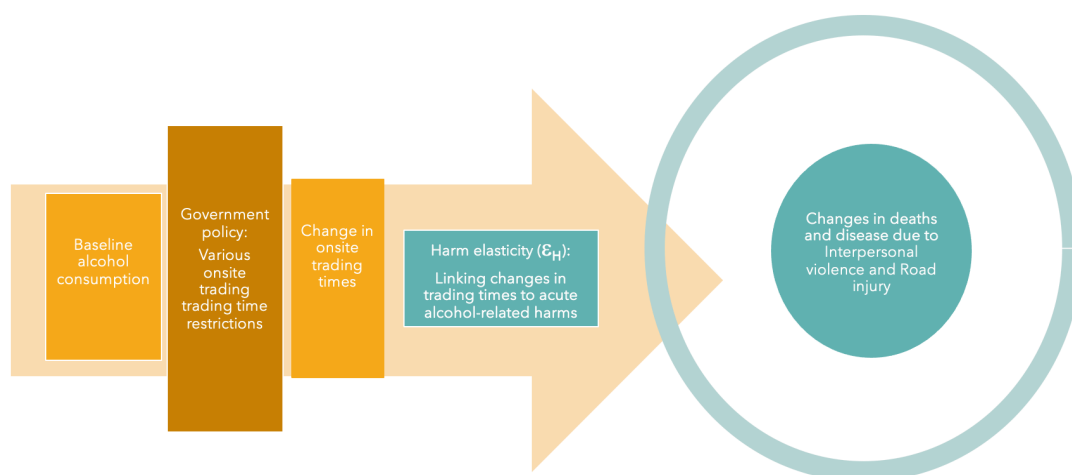 Baseline
alcohol
consumption
Government
policy:
Various
onsite
trading
trading time
restrictions
Change in
onsite
trading
times
Harm elasticity (ℇH):
Linking changes in
trading times to acute
alcohol-related harms
Changes in deaths
and disease due to
Interpersonal
violence and Road
injury